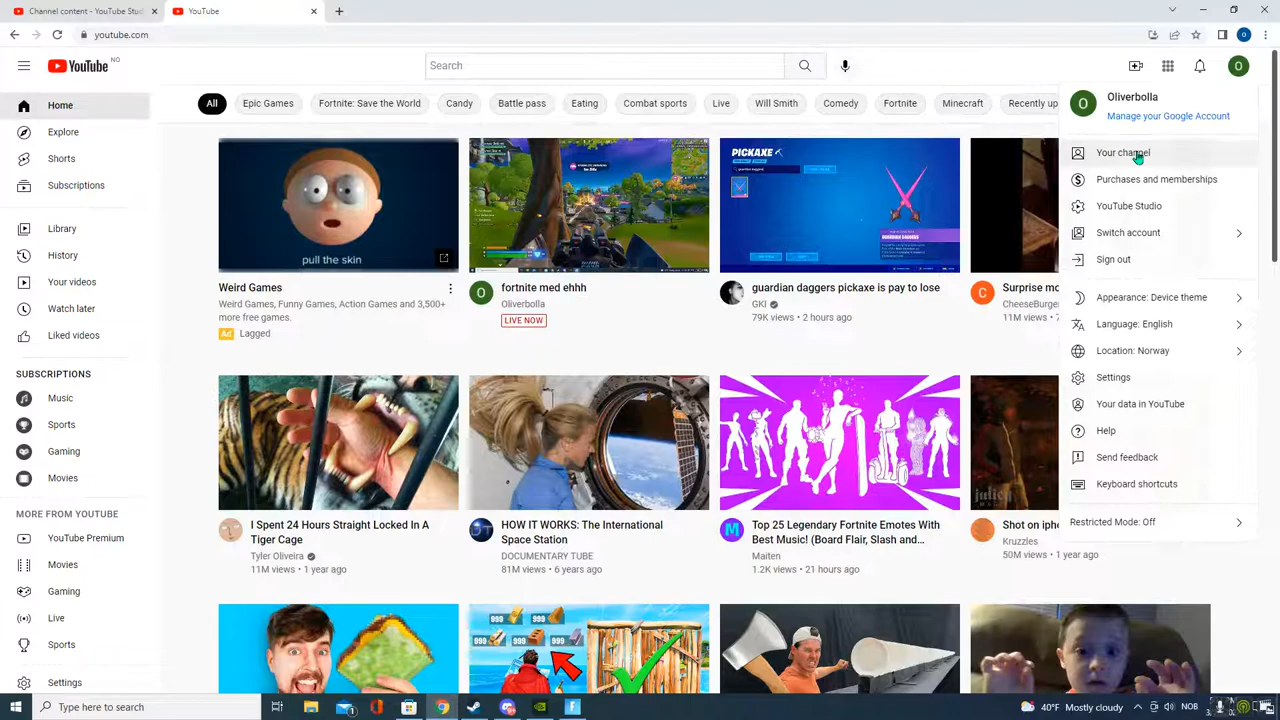 Channel content - YouTube Stud
YouTube
youtube.com
YouTube NO
Search
O
All
Epic Games
Fortnite: Save the World
Candy
Battle pass
Eating
Combat sports
Live
Will Smith
Comedy
Fortnite
Minecraft
Recently up
Home
Explore
Shorts
Subscriptions
Library
History
Your videos
Watch later
Liked videos
SUBSCRIPTIONS
Music
Sports
Gaming
Movies
MORE FROM YOUTUBE
YouTube Premium
Movies
Gaming
Live
Sports
Settings
pull the skin
Weird Games
Weird Games, Funny Games, Action Games and 3,500+
more free games.
Ad Lagged
O
fortnite med ehhh
Oliverbolla
LIVE NOW
PICKAXE
guardian daggers pickaxe is pay to lose
GKI
79K views • 2 hours ago
C
Surprise mo
CheeseBurge
11M views •
I Spent 24 Hours Straight Locked In A
Tiger Cage
Tyler Oliveira
11M views • 1 year ago
HOW IT WORKS: The International
Space Station
DOCUMENTARY TUBE
81M views • 6 years ago
M
Top 25 Legendary Fortnite Emotes With
Best Music! (Board Flair, Slash and...
Maiten
1.2K views • 21 hours ago
Shot on iph
Kruzzles
50M views • 1 year ago
999 999
999 999 999
O
Oliverbolla
Manage your Google Account
Your channel
Purchases and memberships
YouTube Studio
Switch account
Sign out
Appearance: Device theme
Language: English
Location: Norway
Settings
Your data in YouTube
Help
Send feedback
Keyboard shortcuts
Restricted Mode: Off
Type here to search
40°F Mostly cloudy
NOB